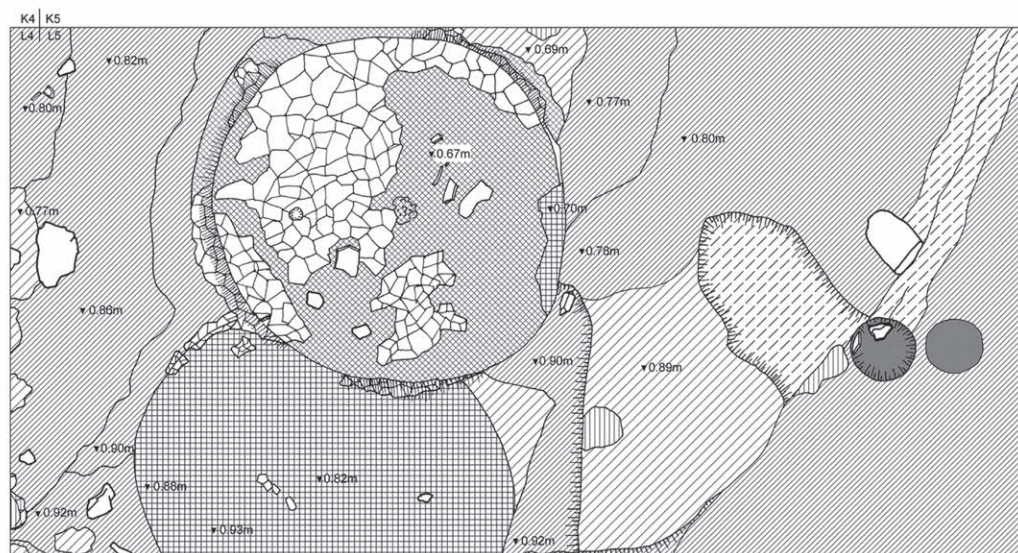 K4 K5
L4 L5
▾0.82m
▾0.69m
▾0.80m
▾0.77m
▾0.80m
▾0.67m
▾0.77m
▾0.70m
▾0.78m
▾0.86m
▾0.90m
▾0.89m
▾0.90m
▾0.88m
▾0.82m
▾0.92m
▾0.93m
▾0.92m